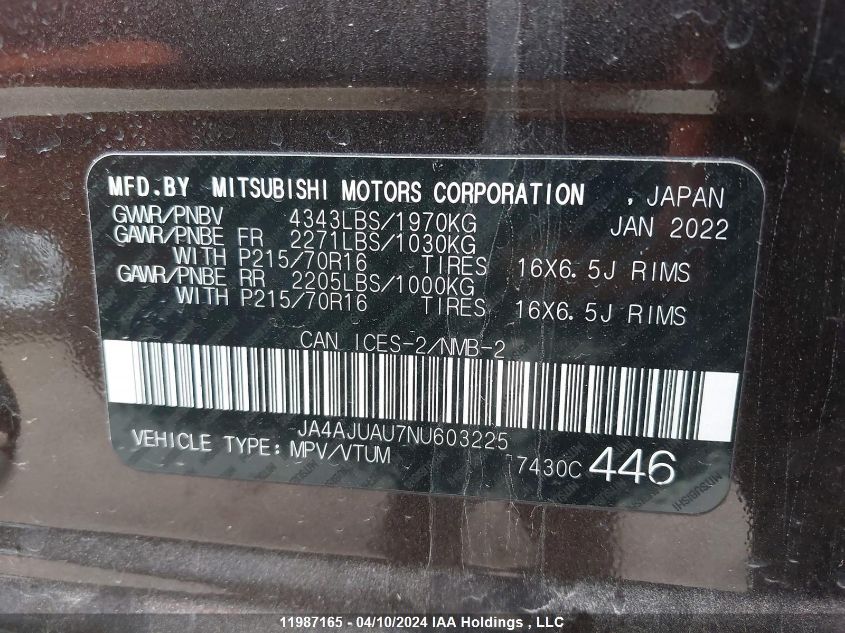 MFD.BY MITSUBISHI MOTORS CORPORATION , JAPAN
GWVR/PNBV 4343LBS/1970KG JAN 2022
GAWR/PNBE FR 2271LBS/1030KG
WITH P215/70R16 TIRES 16X6.5J RIMS
GAWR/PNBE RR 2205LBS/1000KG
WITH P215/70R16 TIRES 16X6.5J RIMS
CAN ICES-2/NMB-2
JA4AJUAU7NU603225
VEHICLE TYPE: MPV/VTUM 7430C 446
MITSUBISHI
11987165 - 04/10/2024 IAA Holdings , LLC